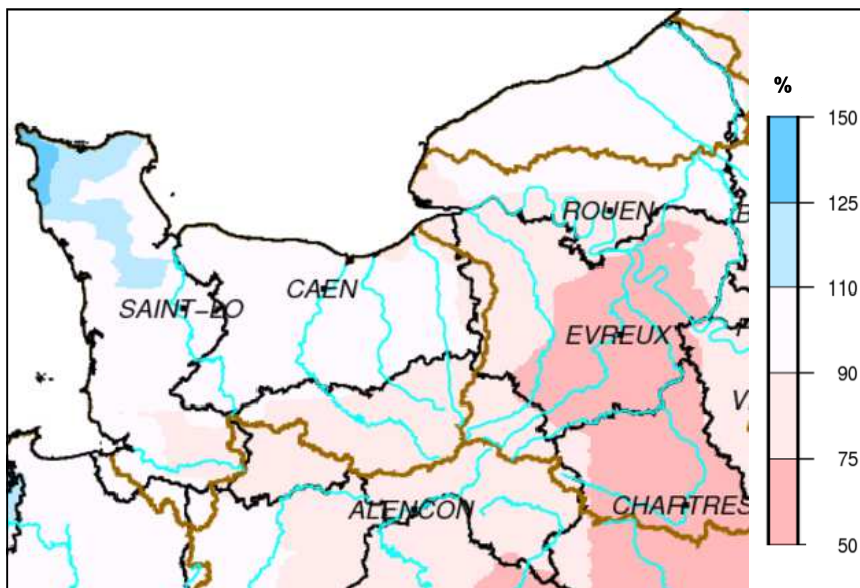 %
150
125
ROUEN
B
110
CAEN
SAINT-LO
EVREUX
90
V
75
ALENCON
CHARTRES
50